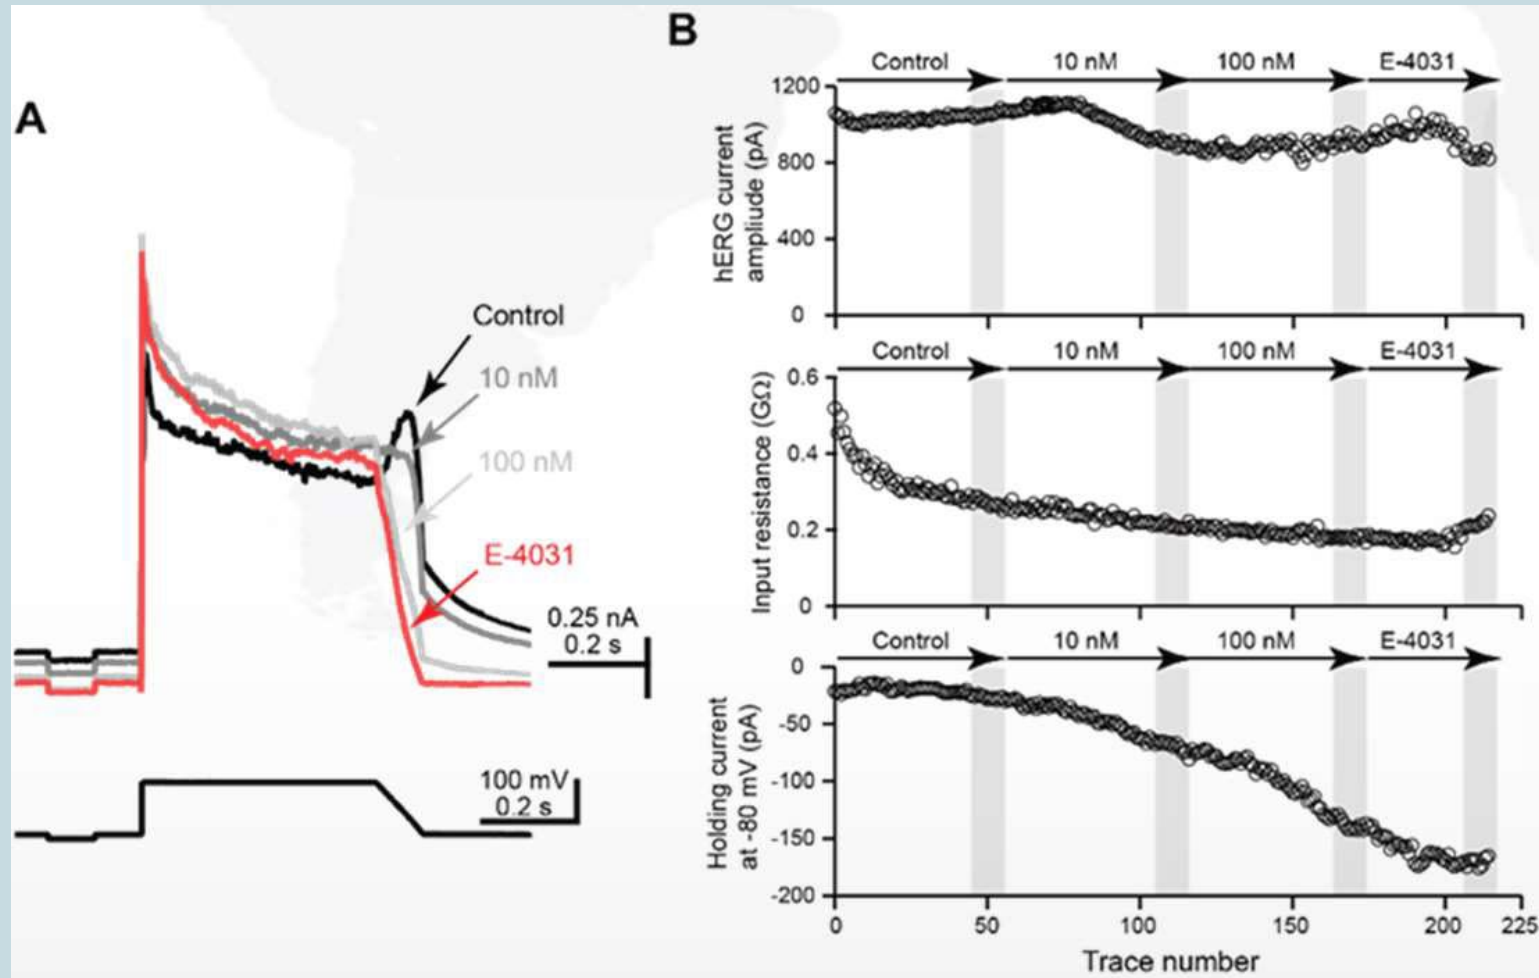 A
Control
10 nM
100 nM
E-4031
0.25 nA
0.2 s
100 mV
0.2 s
B
Control 10 nM 100 nM E-4031
hERG current
ampliude (pA)
1200
800
400
0
Control 10 nM 100 nM E-4031
Input resistance (GΩ)
0.6
0.4
0.2
0
Control 10 nM 100 nM E-4031
Holding current
at -80 mV (pA)
0
-50
-100
-150
-200
0 50 100 150 200 225
Trace number